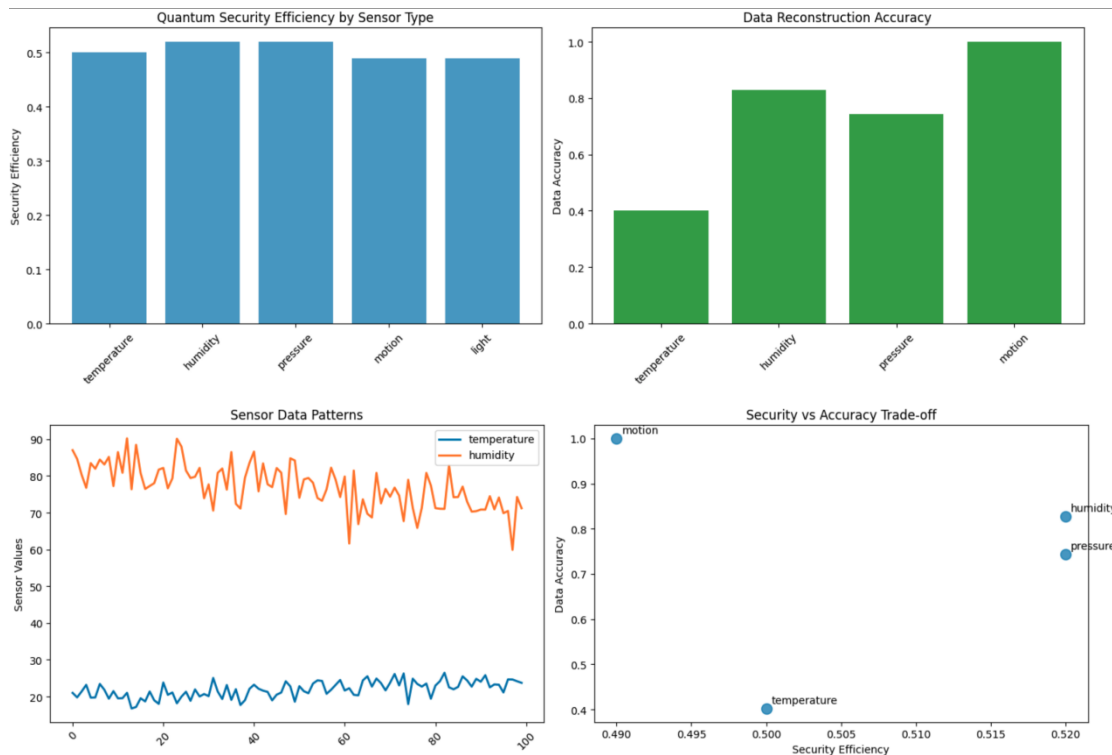 Quantum Security Efficiency by Sensor Type
Security Efficiency
0.5
0.4
0.3
0.2
0.1
0.0
temperature
humidity
pressure
motion
light
Data Reconstruction Accuracy
Data Accuracy
1.0
0.8
0.6
0.4
0.2
0.0
temperature
humidity
pressure
motion
Sensor Data Patterns
Sensor Values
90
80
70
60
50
40
30
20
temperature
humidity
0
20
40
60
80
100
Security vs Accuracy Trade-off
Data Accuracy
1.0
0.9
0.8
0.7
0.6
0.5
0.4
motion
humidity
pressure
temperature
0.490
0.495
0.500
0.505
0.510
0.515
0.520
Security Efficiency